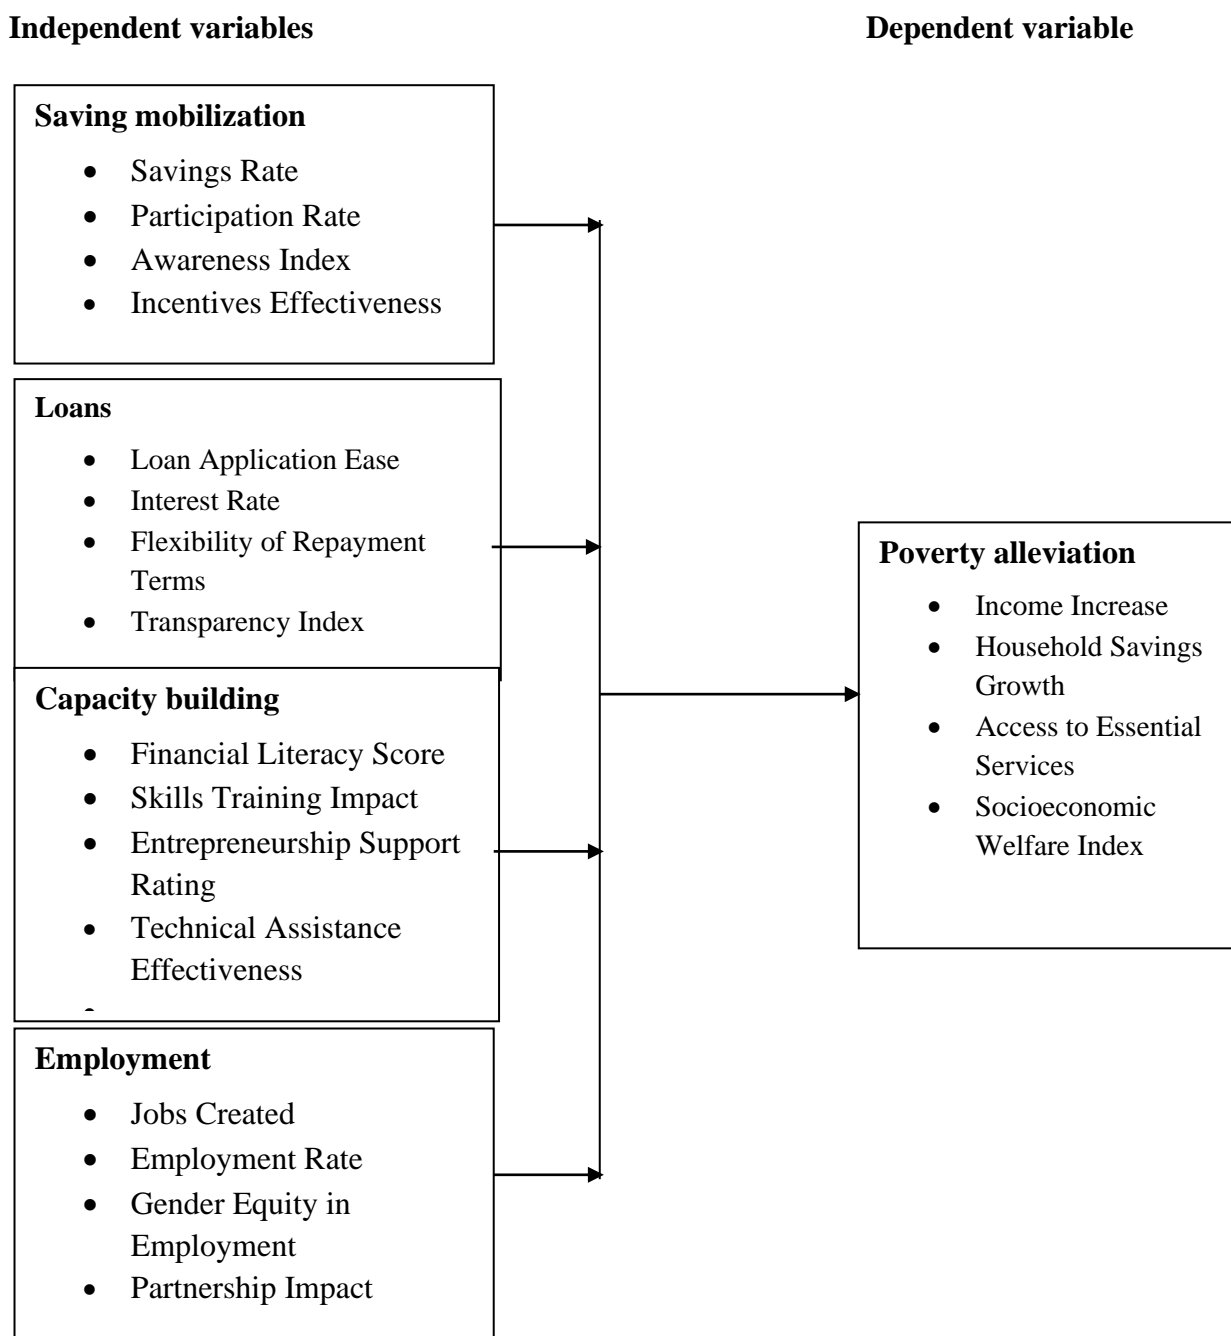 Independent variables
Dependent variable
Saving mobilization
• Savings Rate
• Participation Rate
• Awareness Index
• Incentives Effectiveness
Loans
• Loan Application Ease
• Interest Rate
• Flexibility of Repayment
Terms
• Transparency Index
Capacity building
• Financial Literacy Score
• Skills Training Impact
• Entrepreneurship Support
Rating
• Technical Assistance
Effectiveness
•
Employment
• Jobs Created
• Employment Rate
• Gender Equity in
Employment
• Partnership Impact
Poverty alleviation
• Income Increase
• Household Savings
Growth
• Access to Essential
Services
• Socioeconomic
Welfare Index